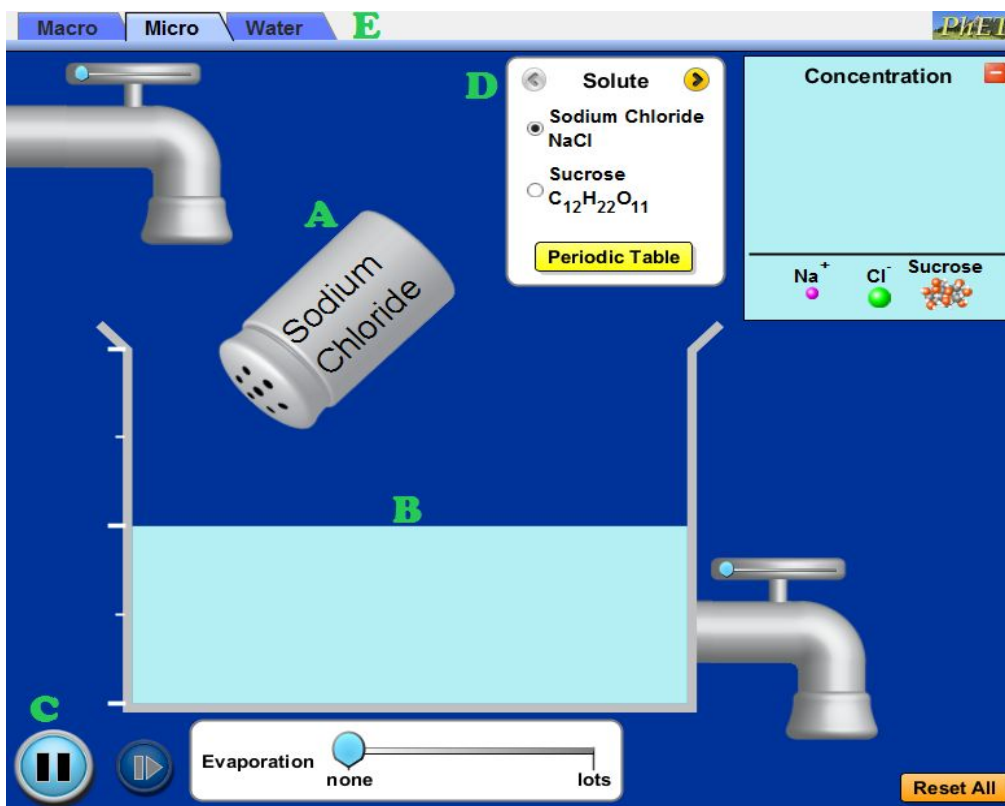 Macro
Micro
Water
E
PhET
D
Solute
Sodium Chloride
NaCl
Sucrose
C₁₂H₂₂O₁₁
Periodic Table
Concentration
Na⁺
Cl⁻
Sucrose
A
Sodium
Chloride
B
C
Evaporation
none
lots
Reset All